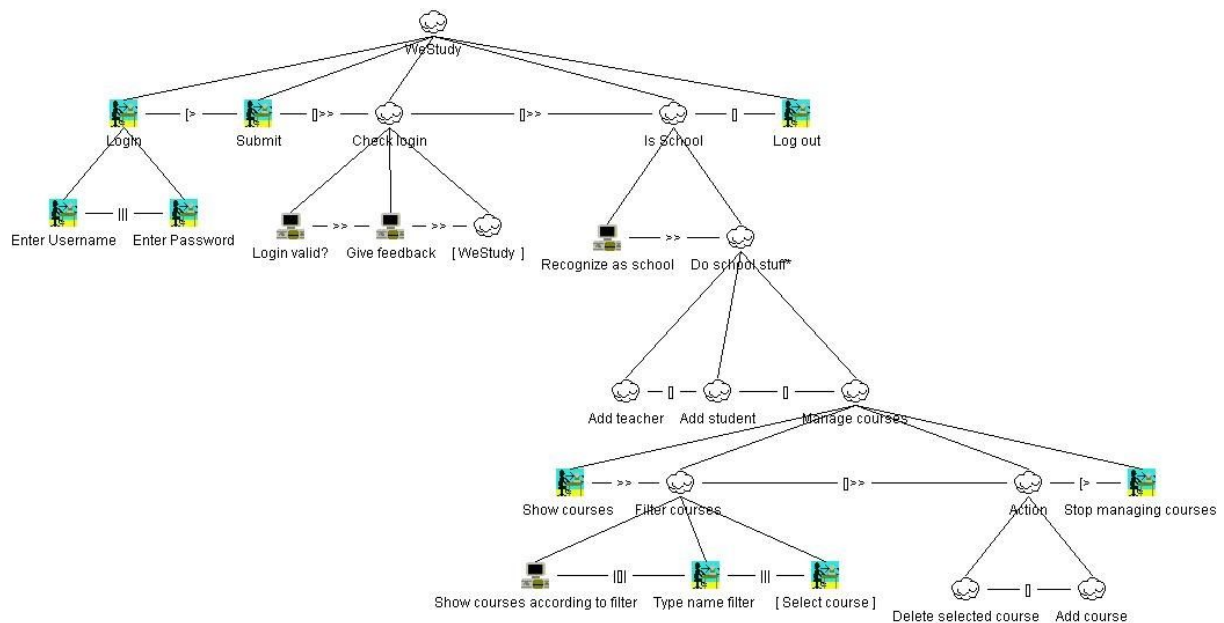 WeStudy
[> []>> []>> []
Login Submit Check login Is School Log out
||| >> >> >>
Enter Username Enter Password Login valid? Give feedback [ WeStudy ] Recognize as school Do school stuff*
[] []
Add teacher Add student Manage courses
>> []>> [>
Show courses Filter courses Action Stop managing courses
|[]| ||| []
Show courses according to filter Type name filter [ Select course ] Delete selected course Add course